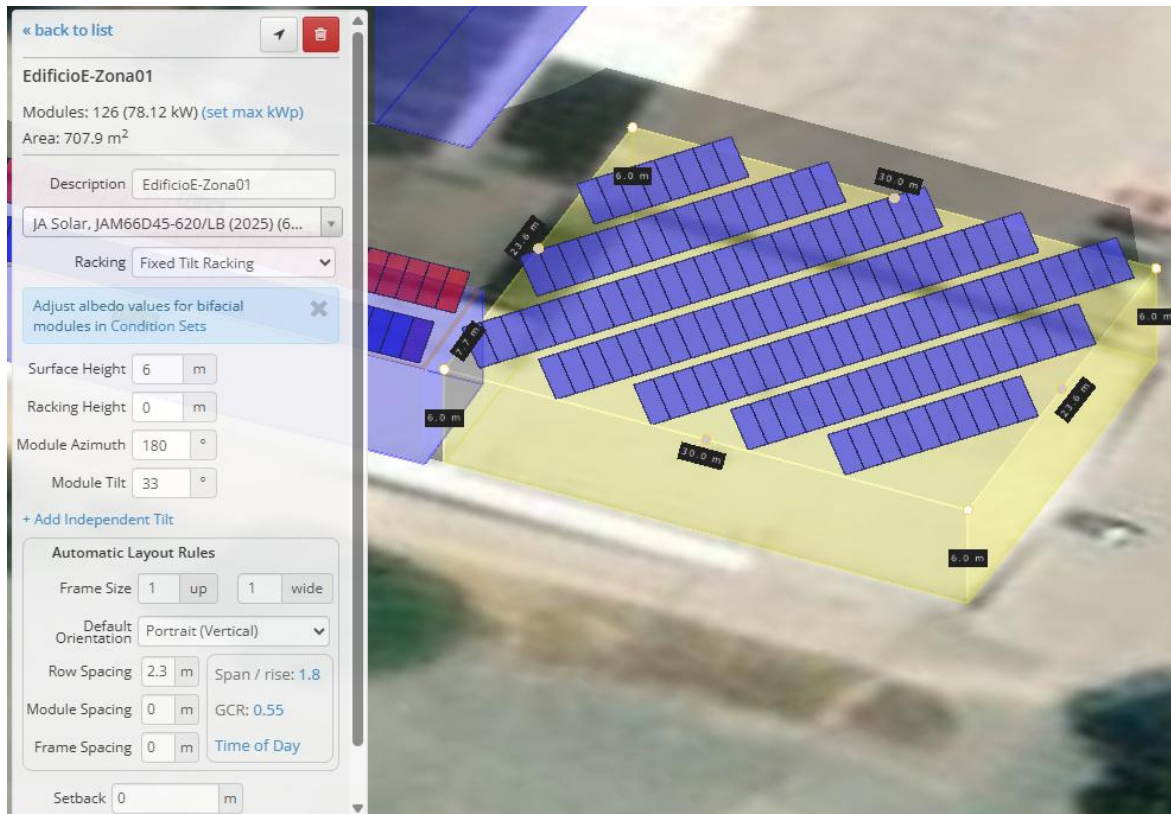 « back to list
EdificioE-Zona01
Modules: 126 (78.12 kW) (set max kWp)
Area: 707.9 m²
Description EdificioE-Zona01
JA Solar, JAM66D45-620/LB (2025) (6...
Racking Fixed Tilt Racking
Adjust albedo values for bifacial
modules in Condition Sets
Surface Height 6 m
Racking Height 0 m
Module Azimuth 180 °
Module Tilt 33 °
+ Add Independent Tilt
Automatic Layout Rules
Frame Size 1 up 1 wide
Default
Orientation Portrait (Vertical)
Row Spacing 2.3 m
Span / rise: 1.8
Module Spacing 0 m
GCR: 0.55
Frame Spacing 0 m
Time of Day
Setback 0 m
6.0 m
30.0 m
23.6 m
7.7 m
6.0 m
6.0 m
23.6 m
30.0 m
6.0 m